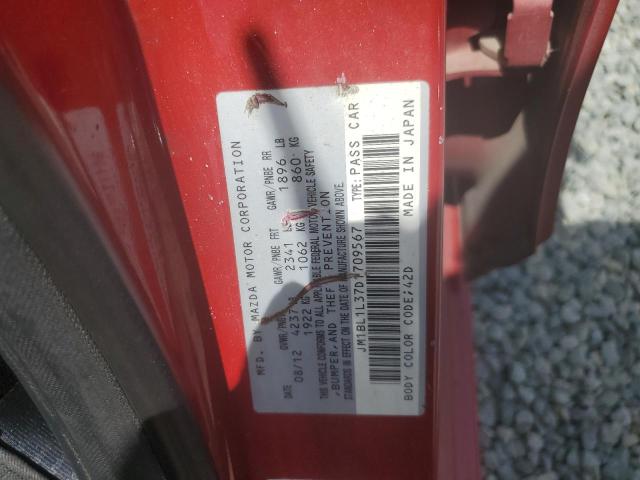 MFD. BY MAZDA MOTOR CORPORATION
DATE GVWR/PNBV GAWR/PNBE FRT GAWR/PNBE RR
08/12 4237 2341 LB 1896 LB
1922 KG 1062 KG 860 KG
THIS VEHICLE CONFORMS TO ALL APPLICABLE FEDERAL MOTOR VEHICLE SAFETY
, BUMPER, AND THEFT PREVENTION
STANDARDS IN EFFECT ON THE DATE OF MANUFACTURE SHOWN ABOVE.
JM1BL1L37D1709567 TYPE: PASS CAR
BODY COLOR CODE;42D MADE IN JAPAN